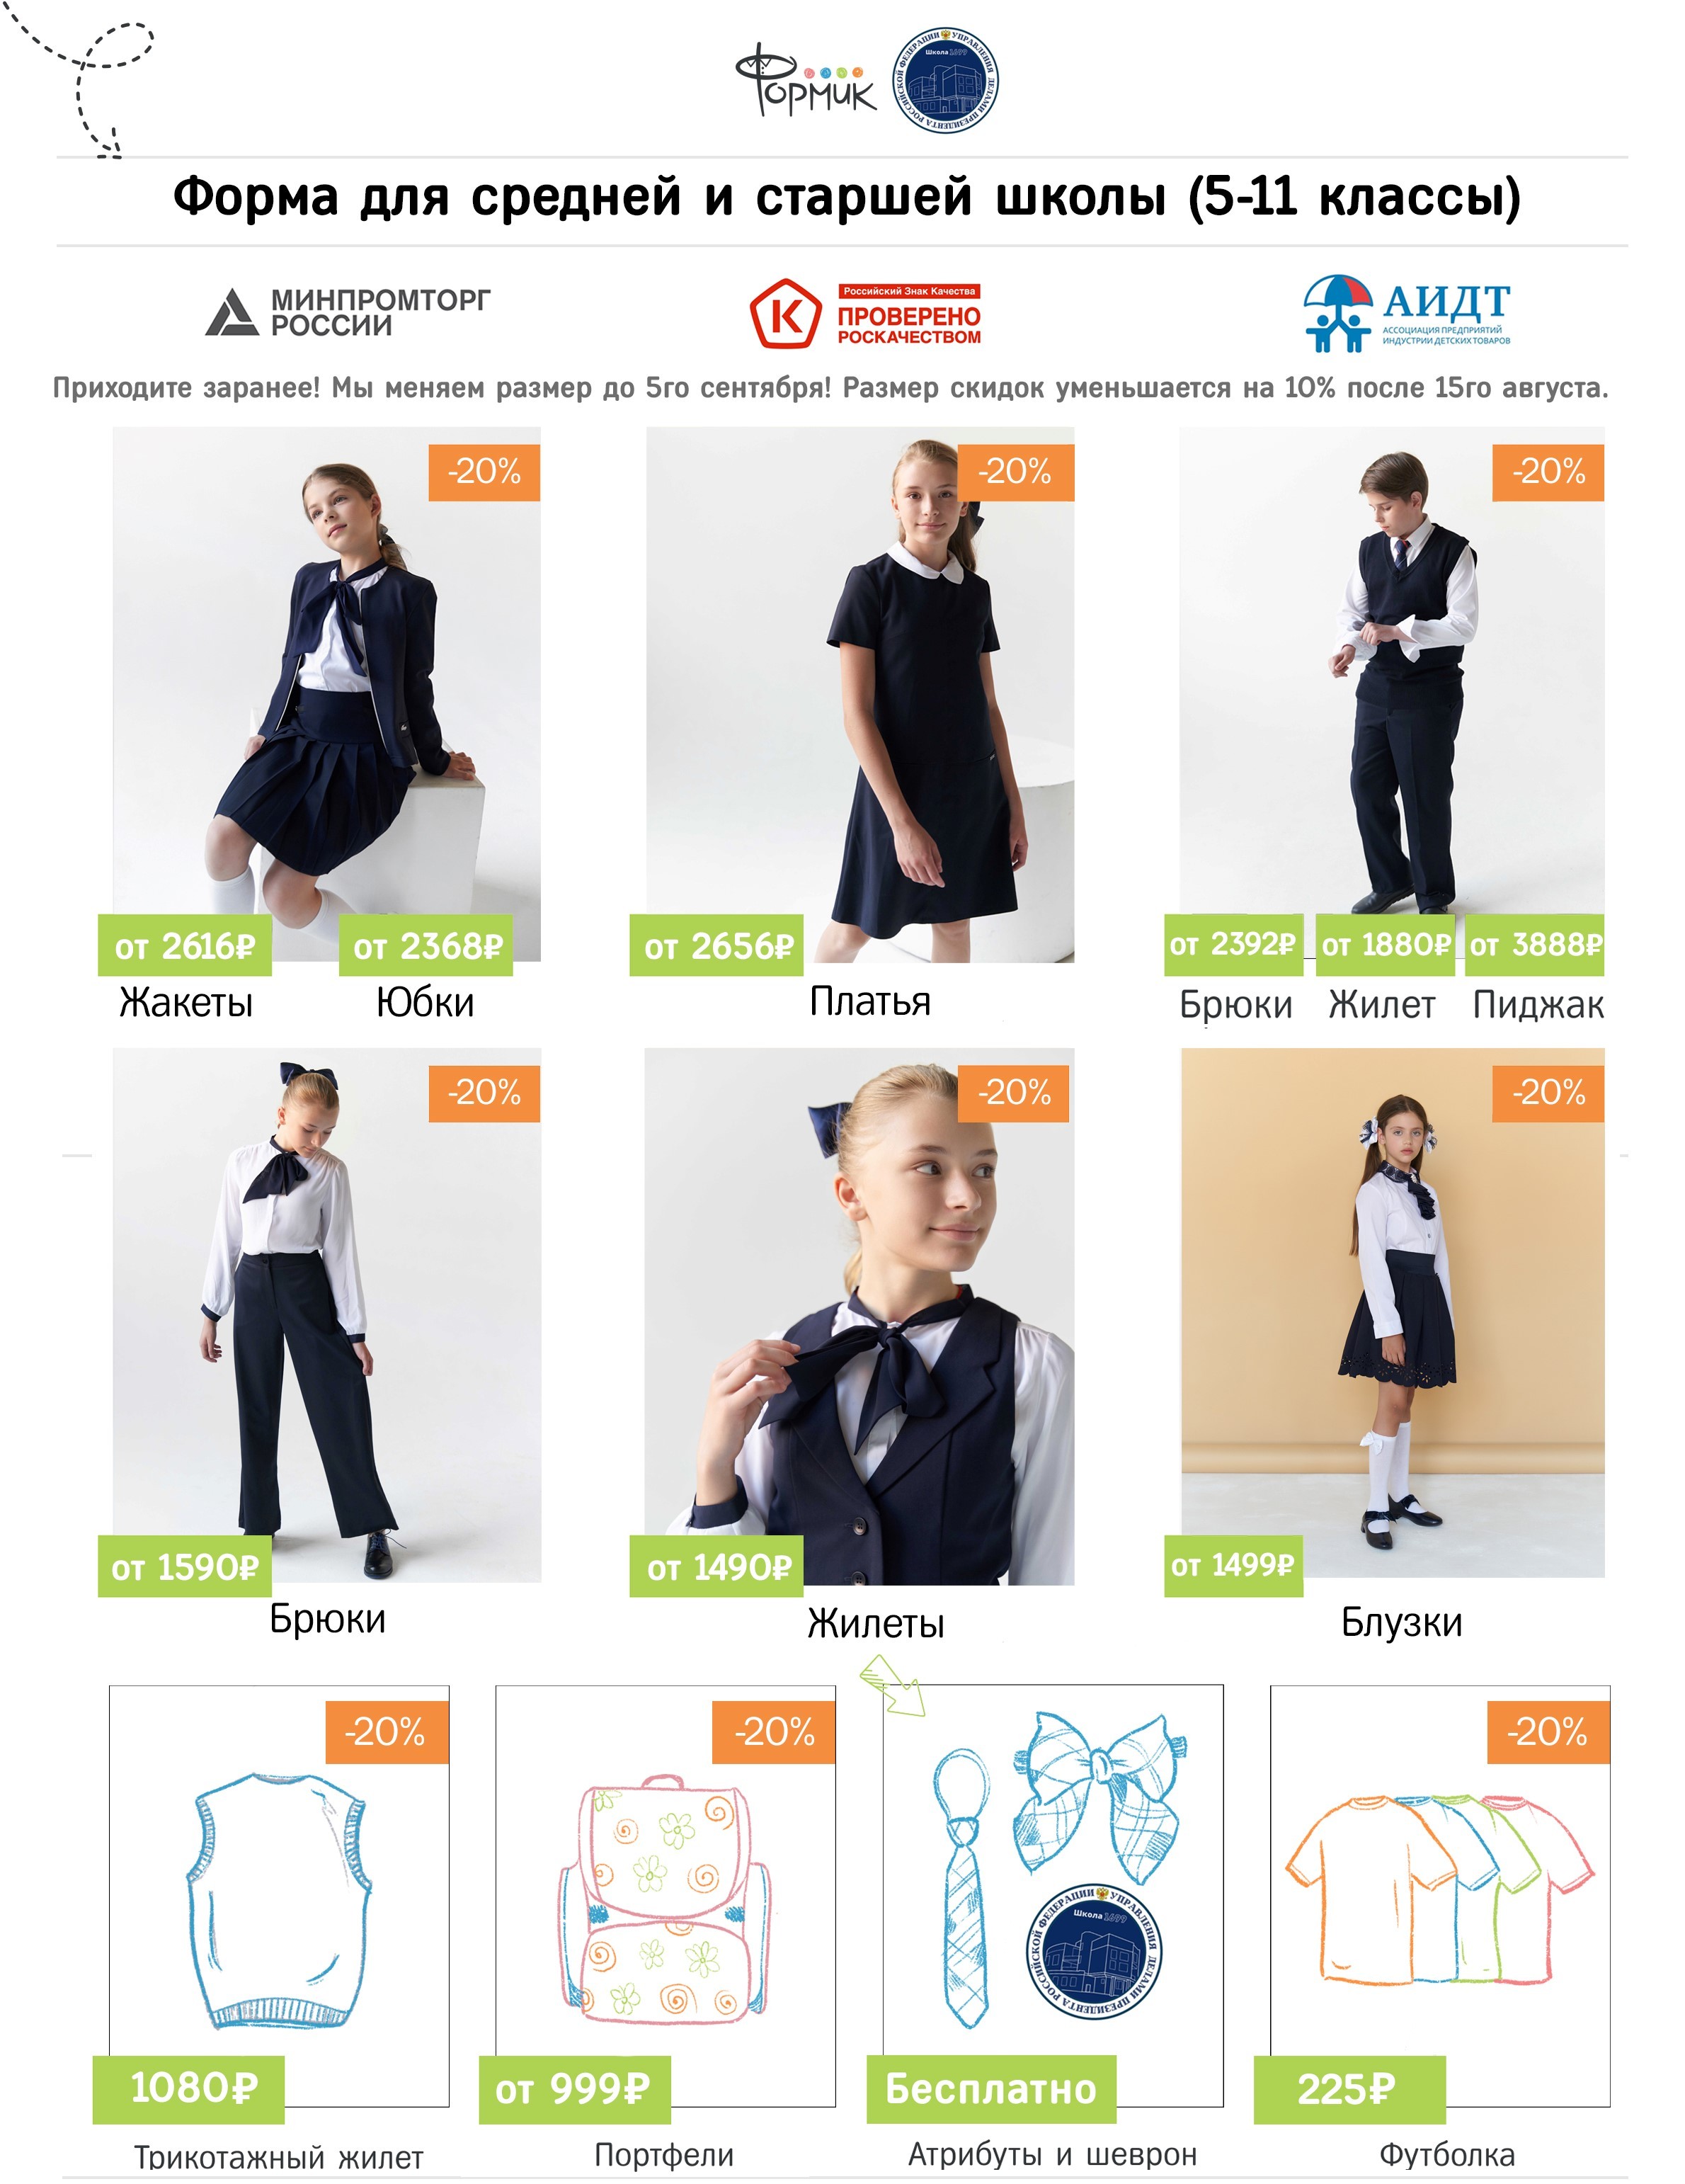 Формик
Школа 1699
УПРАВЛЕНИЯ ДЕЛАМИ ПРЕЗИДЕНТА РОССИЙСКОЙ ФЕДЕРАЦИИ
Форма для средней и старшей школы (5-11 классы)
МИНПРОМТОРГ
РОССИИ
К
Российский Знак Качества
ПРОВЕРЕНО
РОСКАЧЕСТВОМ
АИДТ
АССОЦИАЦИЯ ПРЕДПРИЯТИЙ
ИНДУСТРИИ ДЕТСКИХ ТОВАРОВ
Приходите заранее! Мы меняем размер до 5го сентября! Размер скидок уменьшается на 10% после 15го августа.
-20%
-20%
-20%
от 2616₽
от 2368₽
от 2656₽
от 2392₽
от 1880₽
от 3888₽
Жакеты
Юбки
Платья
Брюки
Жилет
Пиджак
-20%
-20%
-20%
от 1590₽
от 1490₽
от 1499₽
Брюки
Жилеты
Блузки
-20%
-20%
-20%
Школа 1699
УПРАВЛЕНИЯ ДЕЛАМИ ПРЕЗИДЕНТА РОССИЙСКОЙ ФЕДЕРАЦИИ
1080₽
от 999₽
Бесплатно
225₽
Трикотажный жилет
Портфели
Атрибуты и шеврон
Футболка